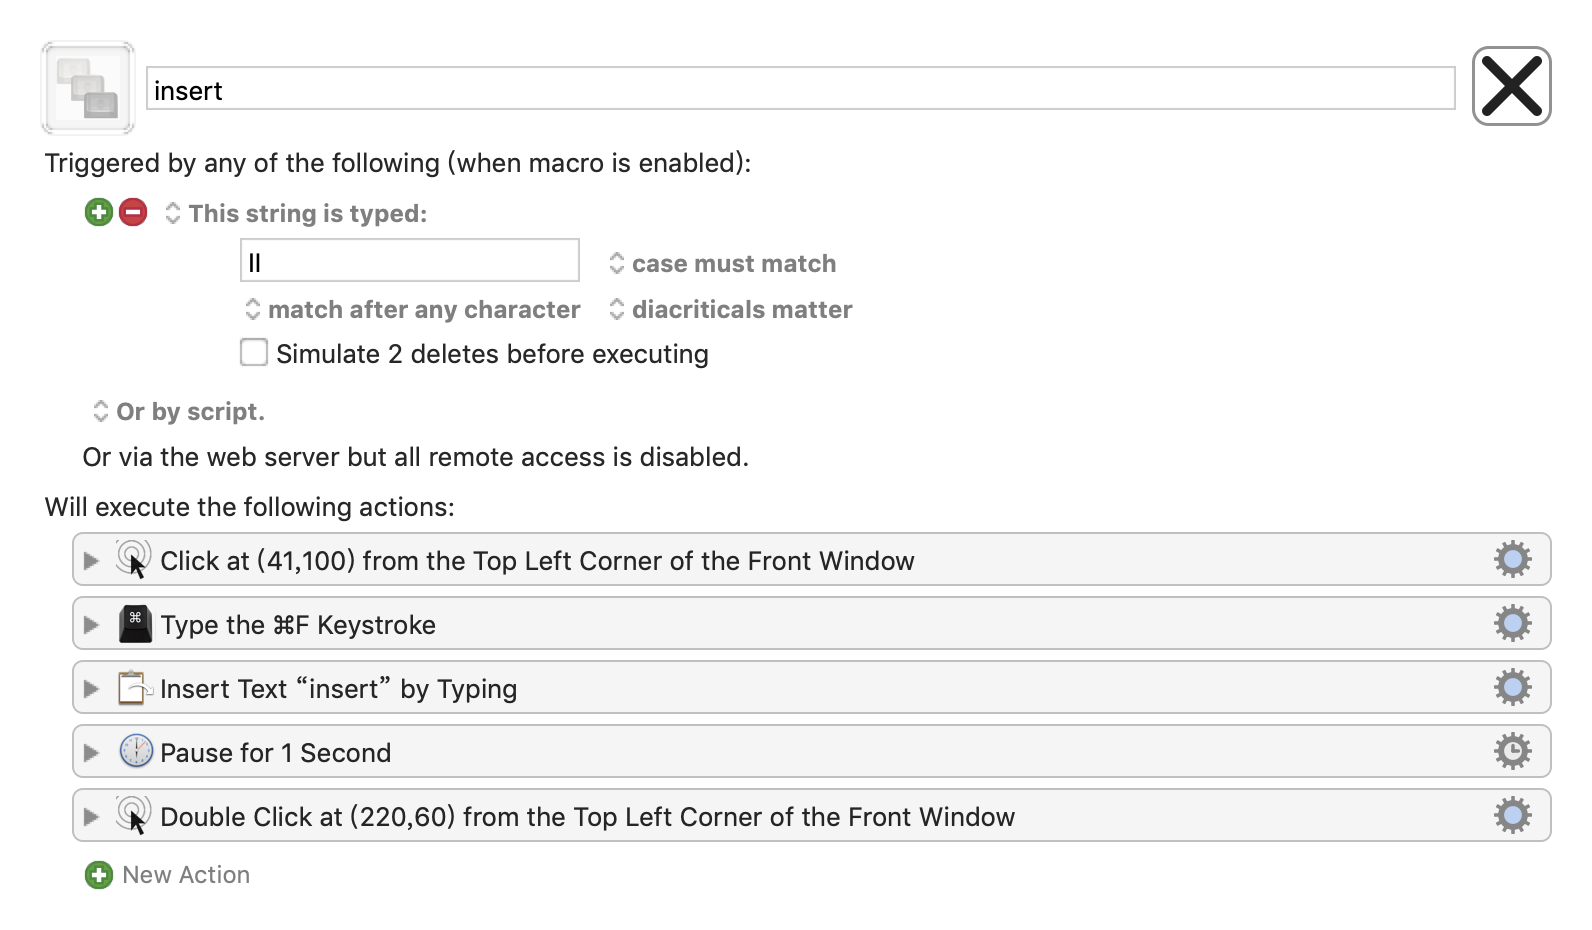 insert
Triggered by any of the following (when macro is enabled):
This string is typed:
ll
case must match
match after any character
diacriticals matter
Simulate 2 deletes before executing
Or by script.
Or via the web server but all remote access is disabled.
Will execute the following actions:
Click at (41,100) from the Top Left Corner of the Front Window
⌘
Type the ⌘F Keystroke
Insert Text “insert” by Typing
Pause for 1 Second
Double Click at (220,60) from the Top Left Corner of the Front Window
New Action